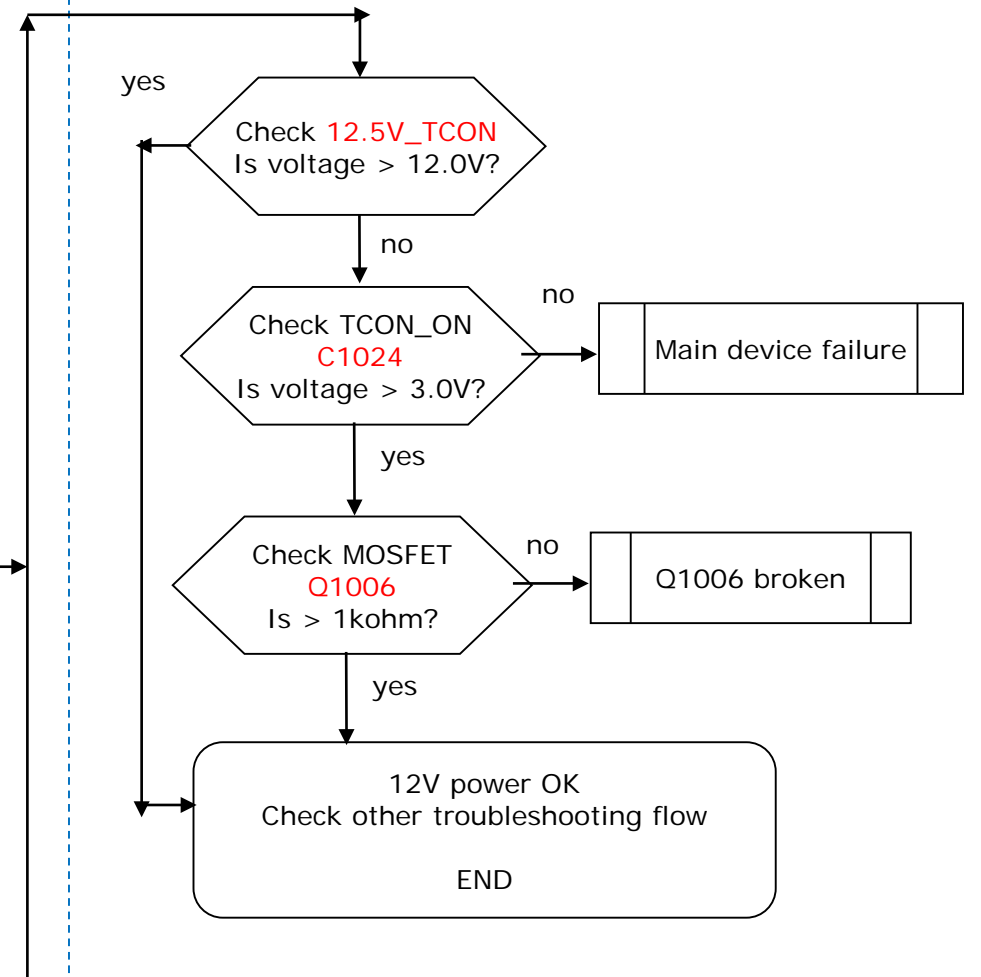 yes
Check 12.5V_TCON
Is voltage > 12.0V?
no
Check TCON_ON
C1024
Is voltage > 3.0V?
no
Main device failure
yes
Check MOSFET
Q1006
Is > 1kohm?
no
Q1006 broken
yes
12V power OK
Check other troubleshooting flow
END